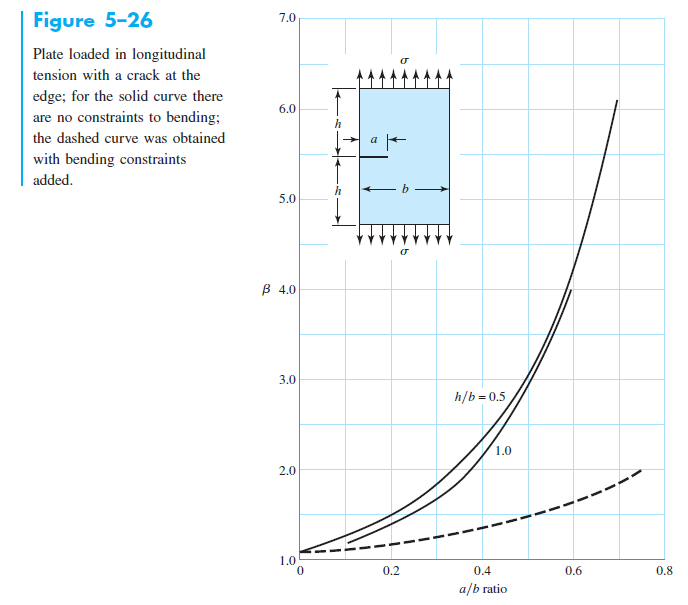 Figure 5–26
Plate loaded in longitudinal
tension with a crack at the
edge; for the solid curve there
are no constraints to bending;
the dashed curve was obtained
with bending constraints
added.
7.0
6.0
5.0
β 4.0
3.0
2.0
1.0
σ
h
a
h
b
σ
h/b = 0.5
1.0
0
0.2
0.4
0.6
0.8
a/b ratio